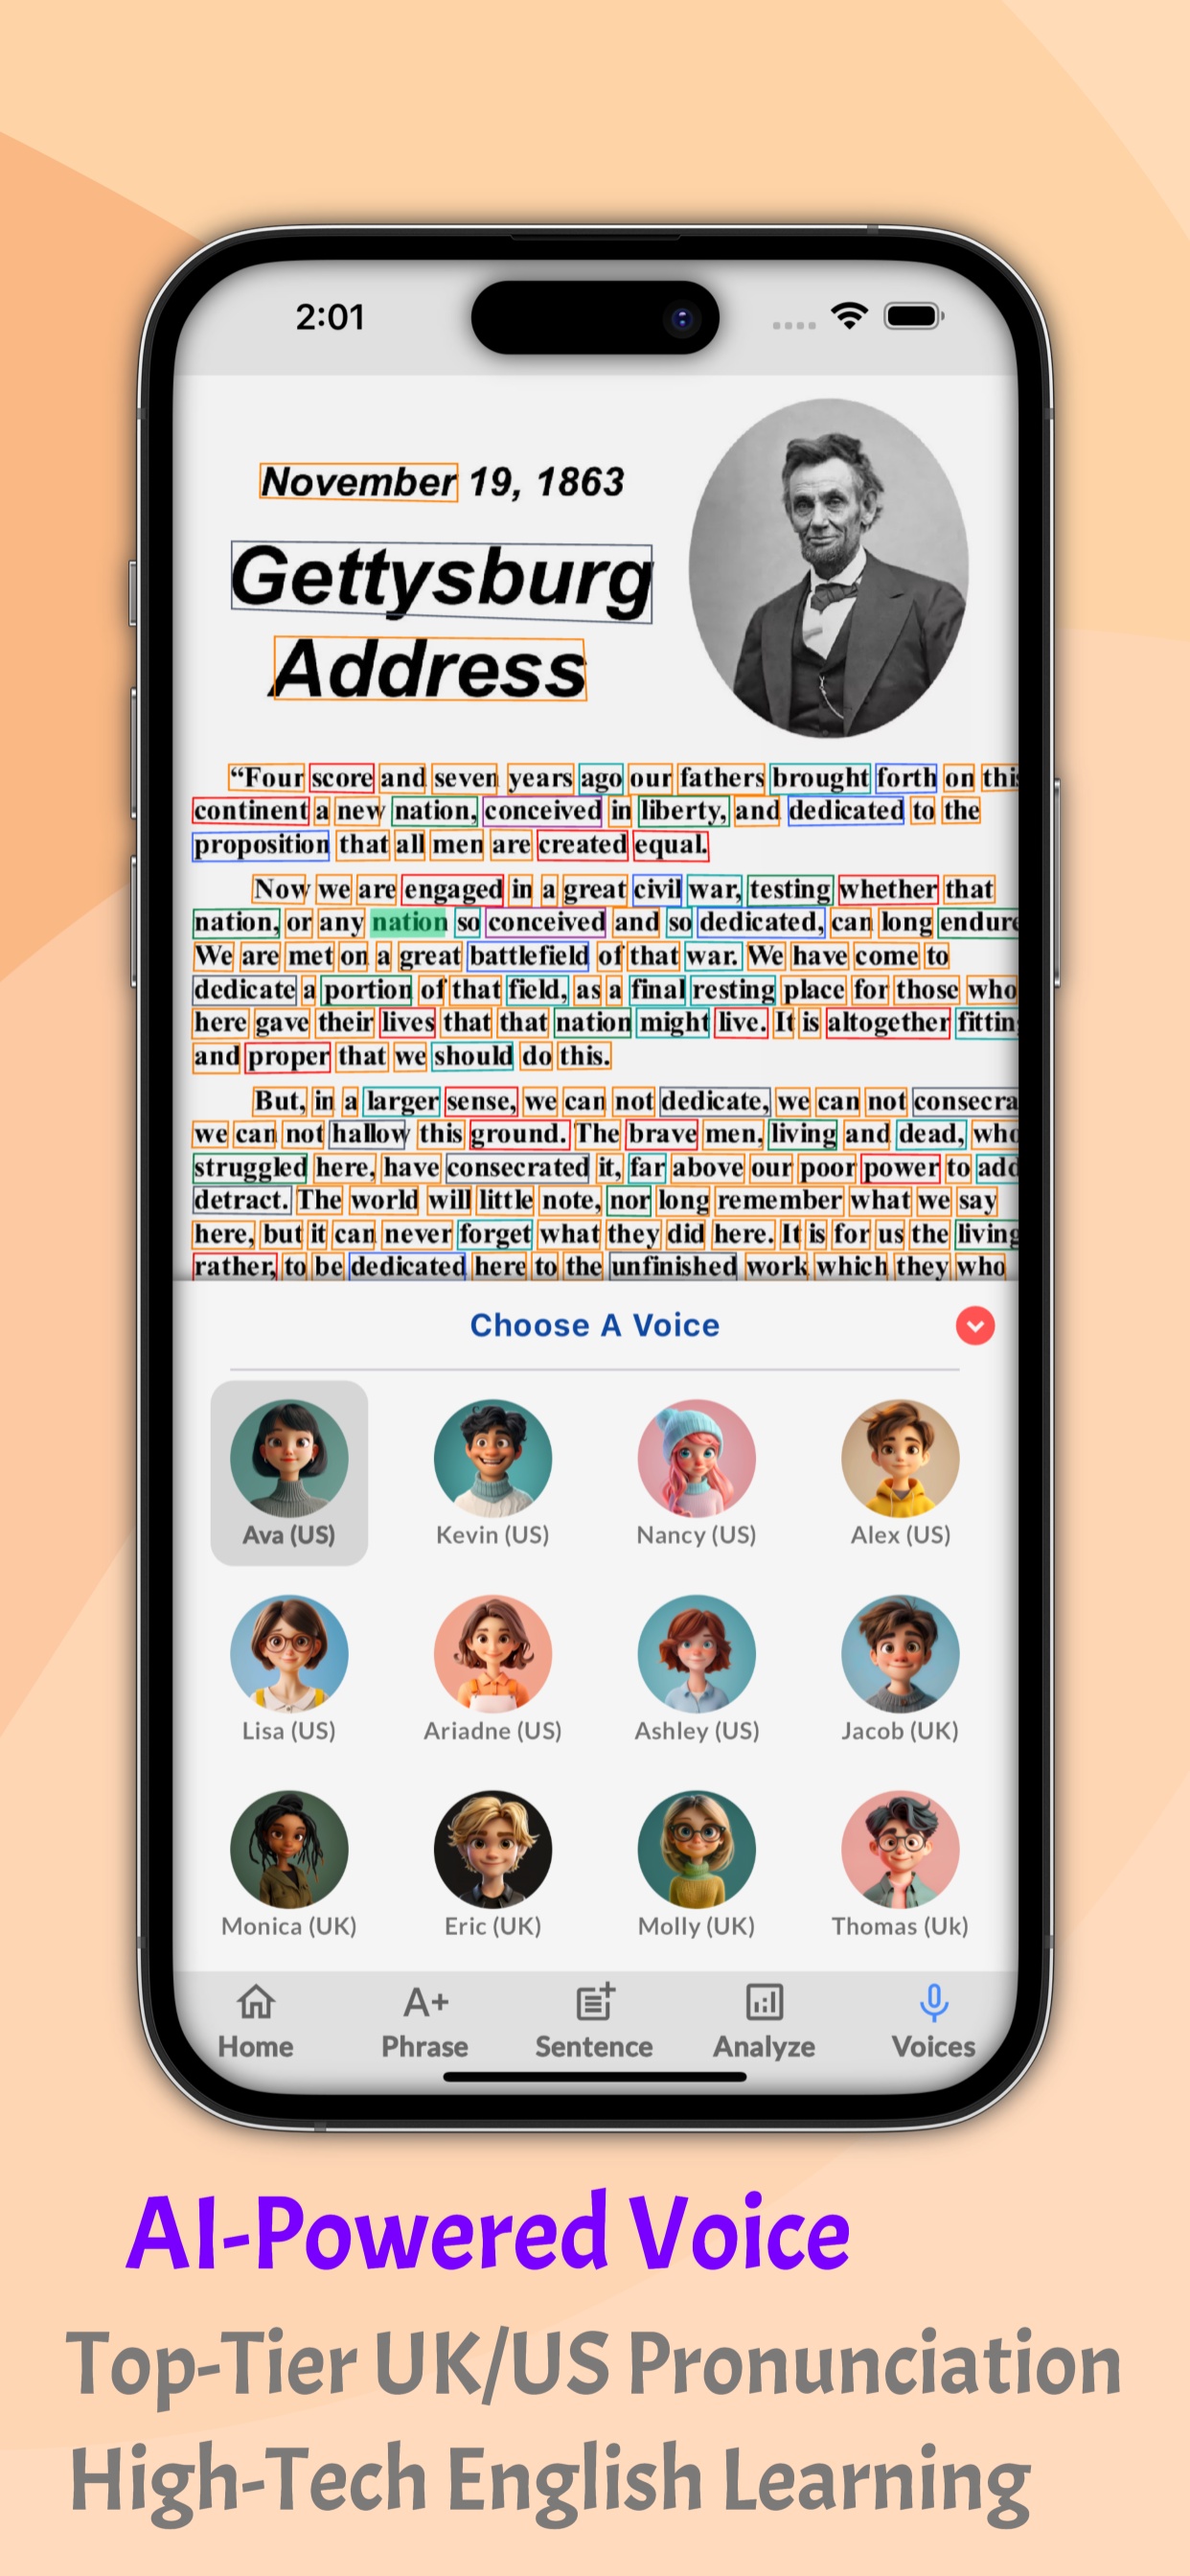 2:01
November 19, 1863
Gettysburg
Address
“Four score and seven years ago our fathers brought forth on this
continent a new nation, conceived in liberty, and dedicated to the
proposition that all men are created equal.
Now we are engaged in a great civil war, testing whether that
nation, or any nation so conceived and so dedicated, can long endure
We are met on a great battlefield of that war. We have come to
dedicate a portion of that field, as a final resting place for those who
here gave their lives that that nation might live. It is altogether fittin
and proper that we should do this.
But, in a larger sense, we can not dedicate, we can not consecra
we can not hallow this ground. The brave men, living and dead, who
struggled here, have consecrated it, far above our poor power to add
detract. The world will little note, nor long remember what we say
here, but it can never forget what they did here. It is for us the living
rather, to be dedicated here to the unfinished work which they who
Choose A Voice
Ava (US) Kevin (US) Nancy (US) Alex (US)
Lisa (US) Ariadne (US) Ashley (US) Jacob (UK)
Monica (UK) Eric (UK) Molly (UK) Thomas (Uk)
A+
Home Phrase Sentence Analyze Voices
AI-Powered Voice
Top-Tier UK/US Pronunciation
High-Tech English Learning